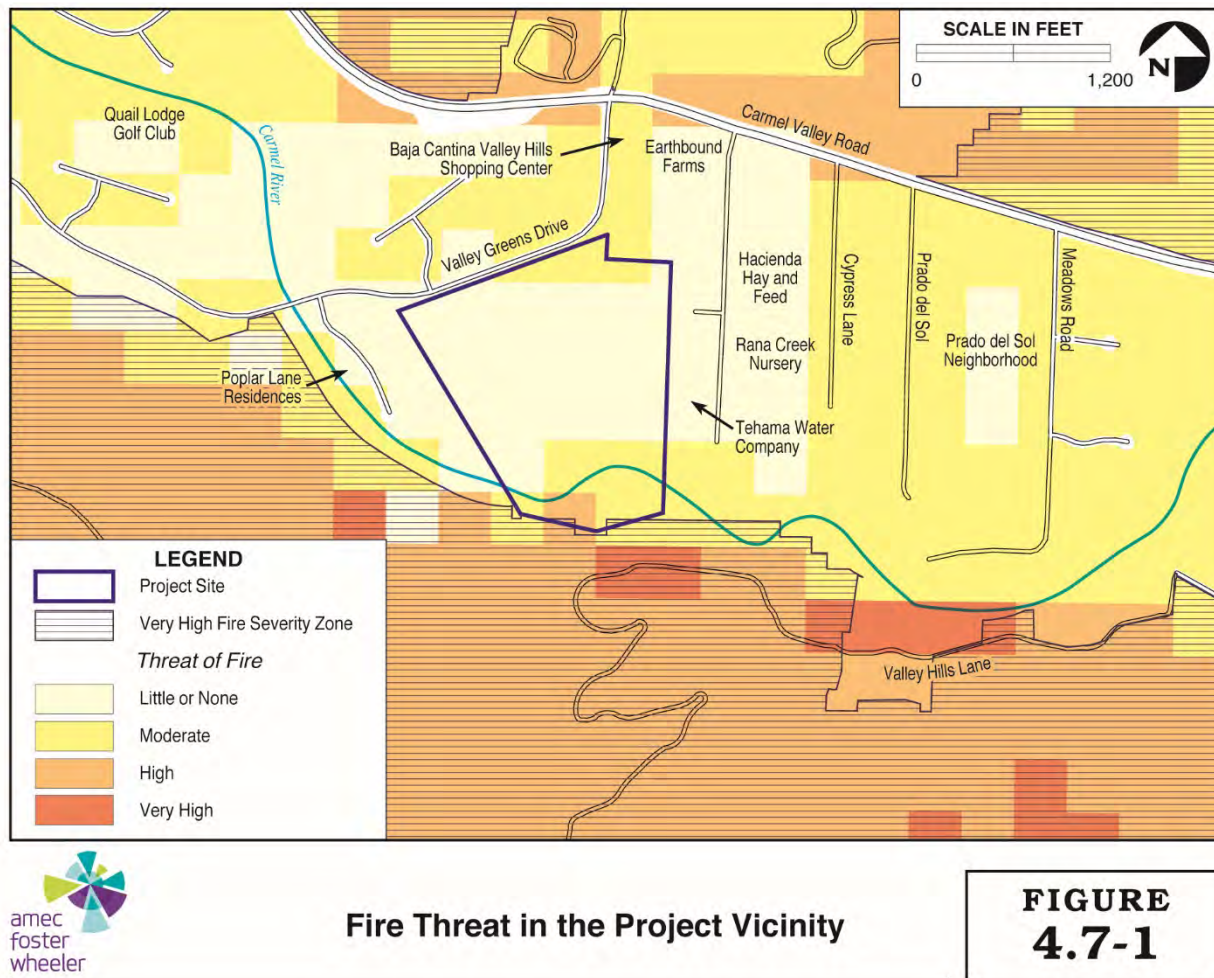 SCALE IN FEET
0 1,200
N
Quail Lodge
Golf Club
Carmel River
Baja Cantina Valley Hills
Shopping Center
Earthbound
Farms
Carmel Valley Road
Valley Greens Drive
Hacienda
Hay and
Feed
Cypress Lane
Prado del Sol
Meadows Road
Rana Creek
Nursery
Prado del Sol
Neighborhood
Poplar Lane
Residences
Tehama Water
Company
Valley Hills Lane
LEGEND
Project Site
Very High Fire Severity Zone
Threat of Fire
Little or None
Moderate
High
Very High
amec
foster
wheeler
Fire Threat in the Project Vicinity
FIGURE
4.7-1